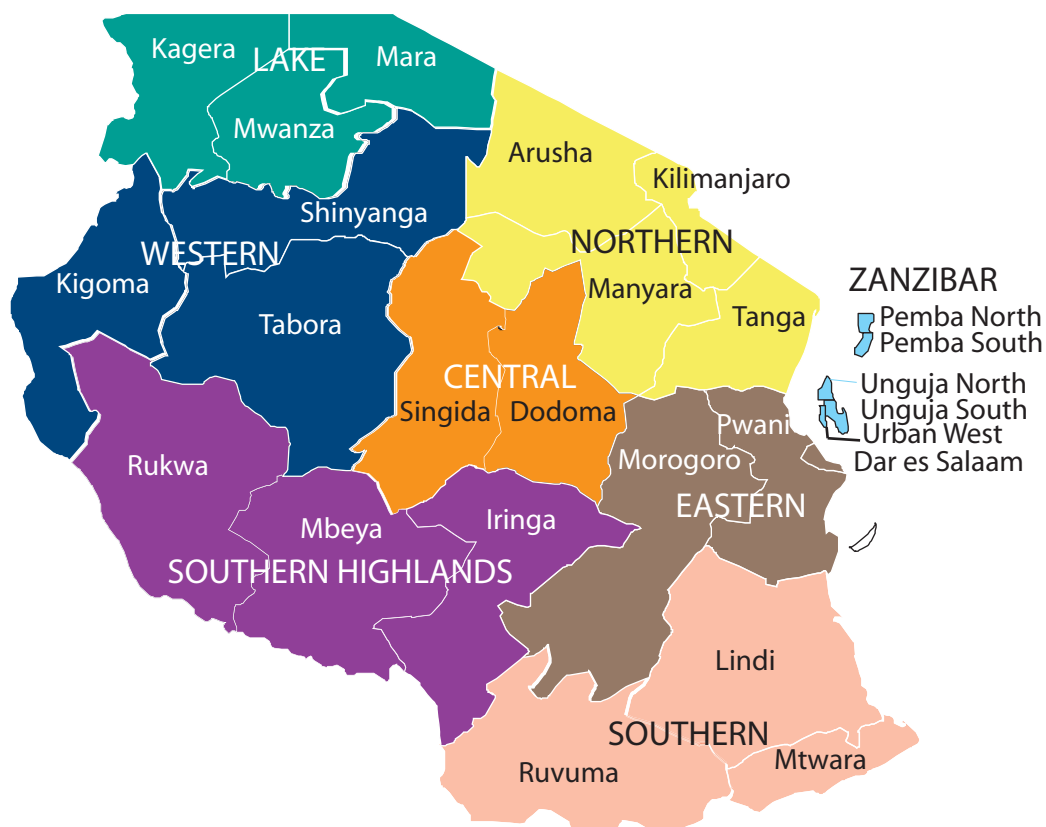 Kagera
LAKE
Mara
Mwanza
Arusha
Kilimanjaro
Shinyanga
WESTERN
NORTHERN
Kigoma
Manyara
ZANZIBAR
Tabora
Tanga
Pemba North
Pemba South
CENTRAL
Unguja North
Singida
Dodoma
Unguja South
Pwani
Urban West
Rukwa
Morogoro
Dar es Salaam
EASTERN
Mbeya
Iringa
SOUTHERN HIGHLANDS
Lindi
SOUTHERN
Ruvuma
Mtwara